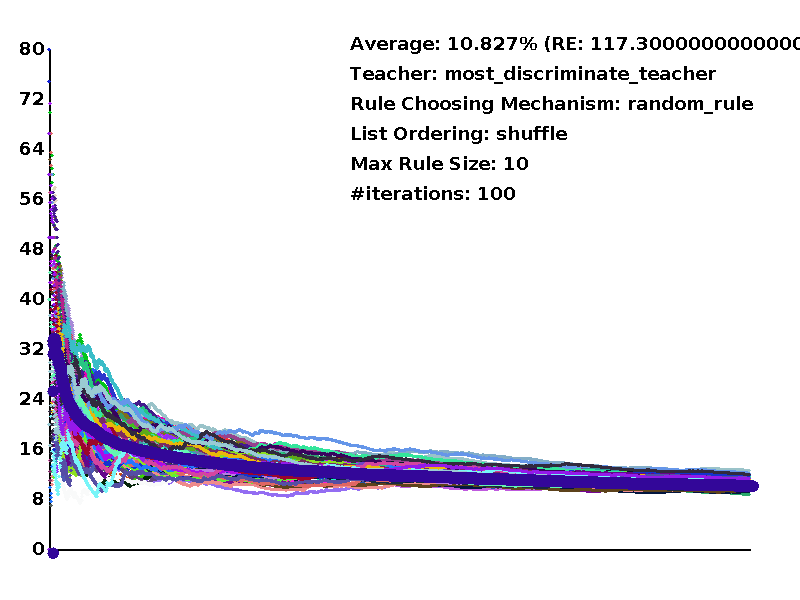 Average: 10.827% (RE: 117.3000000000000
Teacher: most_discriminate_teacher
Rule Choosing Mechanism: random_rule
List Ordering: shuffle
Max Rule Size: 10
#iterations: 100
80
72
64
56
48
40
32
24
16
8
0